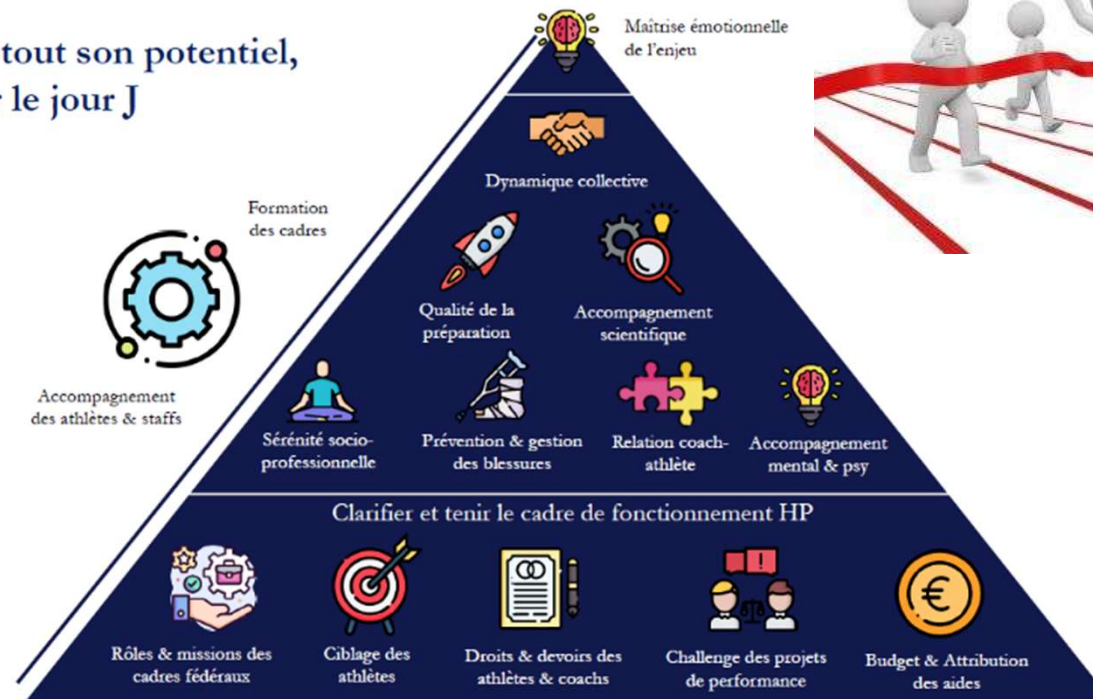 tout son potentiel,
le jour J
Maîtrise émotionnelle
de l'enjeu
Dynamique collective
Formation
des cadres
Qualité de la
préparation
Accompagnement
scientifique
Accompagnement
des athlètes & staffs
Sérénité socio-
professionnelle
Prévention & gestion
des blessures
Relation coach-
athlète
Accompagnement
mental & psy
Clarifier et tenir le cadre de fonctionnement HP
Rôles & missions des
cadres fédéraux
Ciblage des
athlètes
Droits & devoirs des
athlètes & coachs
Challenge des projets
de performance
Budget & Attribution
des aides